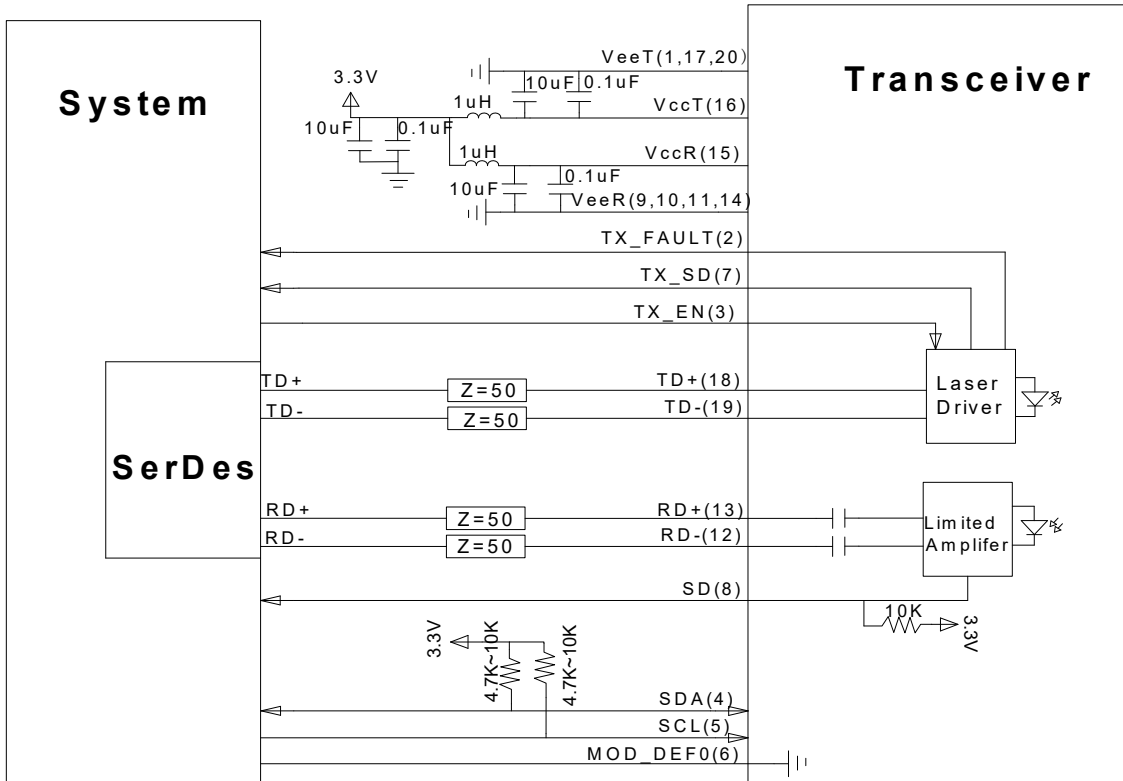 System
Transceiver
VeeT(1,17,20)
3.3V
10uF
0.1uF
1uH
VccT(16)
10uF
0.1uF
1uH
VccR(15)
10uF
0.1uF
VeeR(9,10,11,14)
TX_FAULT(2)
TX_SD(7)
TX_EN(3)
TD+
Z=50
TD+(18)
TD-
Z=50
TD-(19)
Laser
Driver
SerDes
RD+
Z=50
RD+(13)
RD-
Z=50
RD-(12)
Limited
Amplifer
SD(8)
10K
3.3V
3.3V
4.7K~10K
4.7K~10K
SDA(4)
SCL(5)
MOD_DEF0(6)